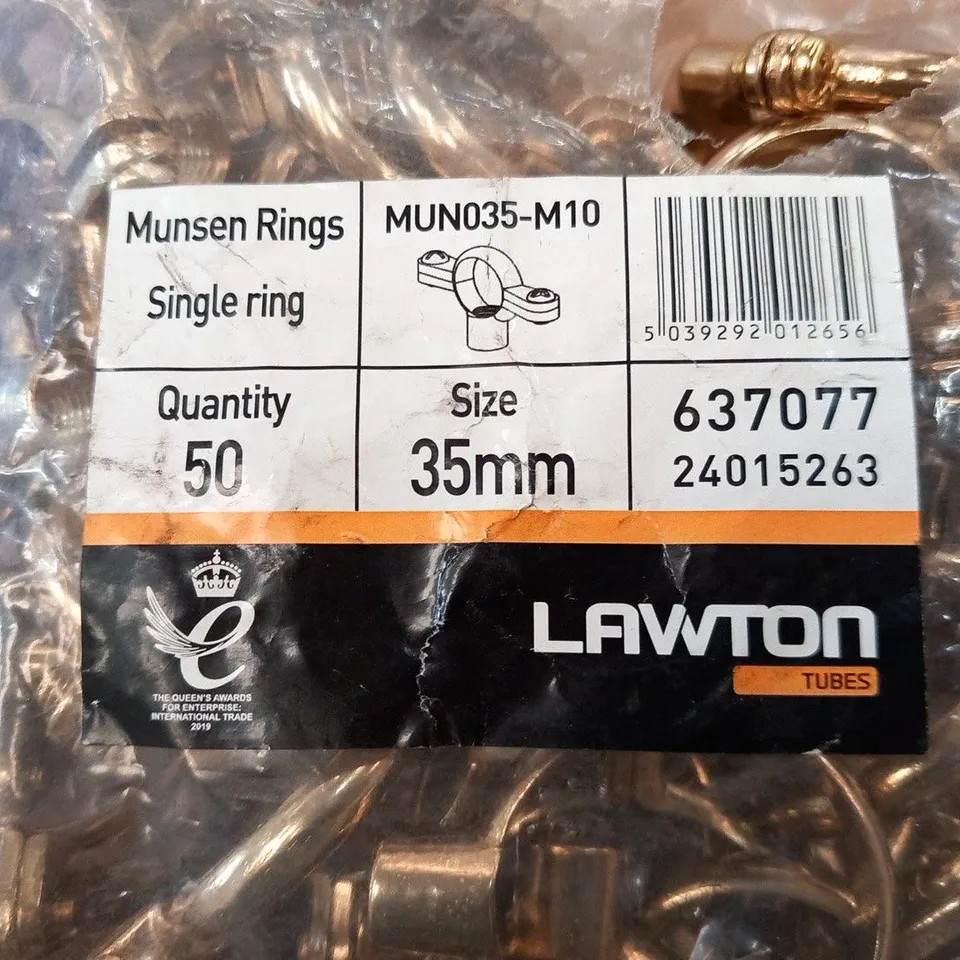 Munsen Rings
Single ring
MUN035-M10
5 039292 012656
Quantity
50
Size
35mm
637077
24015263
THE QUEEN'S AWARDS
FOR ENTERPRISE:
INTERNATIONAL TRADE
2019
LAWTON
TUBES